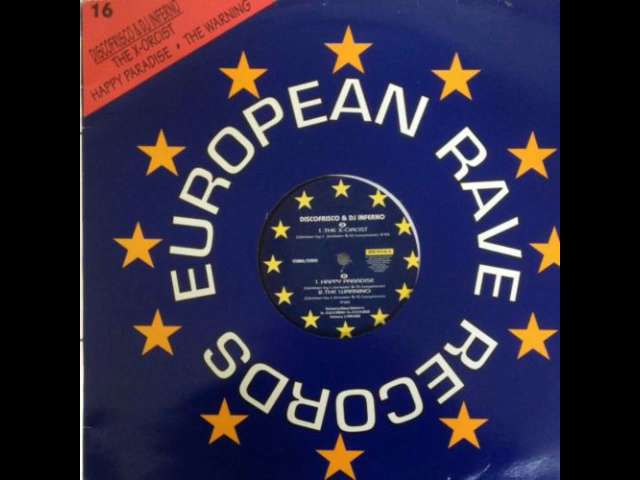 16
DISCOFRISCO & DJ INFERNO
THE X-ORCIST
HAPPY PARADISE , THE WARNING
EUROPEAN RAVE RECORDS
DISCOFRISCO & DJ INFERNO
A
1. THE X-ORCIST
B
1. HAPPY PARADISE
2. THE WARNING